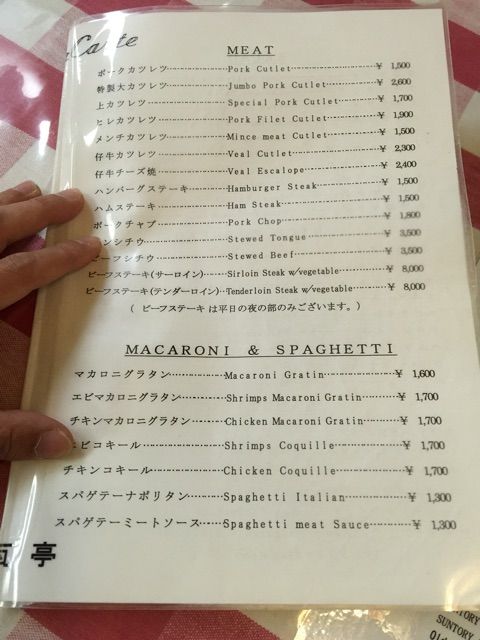 Carte
MEAT
ポークカツレツ Pork Cutlet ¥ 1,500
特製大カツレツ Jumbo Pork Cutlet ¥ 2,600
上カツレツ Special Pork Cutlet ¥ 1,700
ヒレカツレツ Pork Filet Cutlet ¥ 1,900
メンチカツレツ Mince meat Cutlet ¥ 1,500
仔牛カツレツ Veal Cutlet ¥ 2,300
仔牛チーズ焼 Veal Escalope ¥ 2,400
ハンバーグステーキ Hamburger Steak ¥ 1,500
ハムステーキ Ham Steak ¥ 1,500
ポークチャプ Pork Chop ¥ 1,800
ンシチウ Stewed Tongue ¥ 3,500
ーフシチウ Stewed Beef ¥ 3,500
ビーフステーキ(サーロイン) Sirloin Steak w/vegetable ¥ 8,000
ビーフステーキ(テンダーロイン) Tenderloin Steak w/vegetable ¥ 8,000
( ビーフステーキ は平日の夜の部のみございます。)
MACARONI & SPAGHETTI
マカロニグラタン Macaroni Gratin ¥ 1,600
エビマカロニグラタン Shrimps Macaroni Gratin ¥ 1,700
チキンマカロニグラタン Chicken Macaroni Gratin ¥ 1,700
エビコキール Shrimps Coquille ¥ 1,700
チキンコキール Chicken Coquille ¥ 1,700
スバゲテーナポリタン Spaghetti Italian ¥ 1,300
スバゲテーミートソース Spaghetti meat Sauce ¥ 1,300
亭
SUNTORY